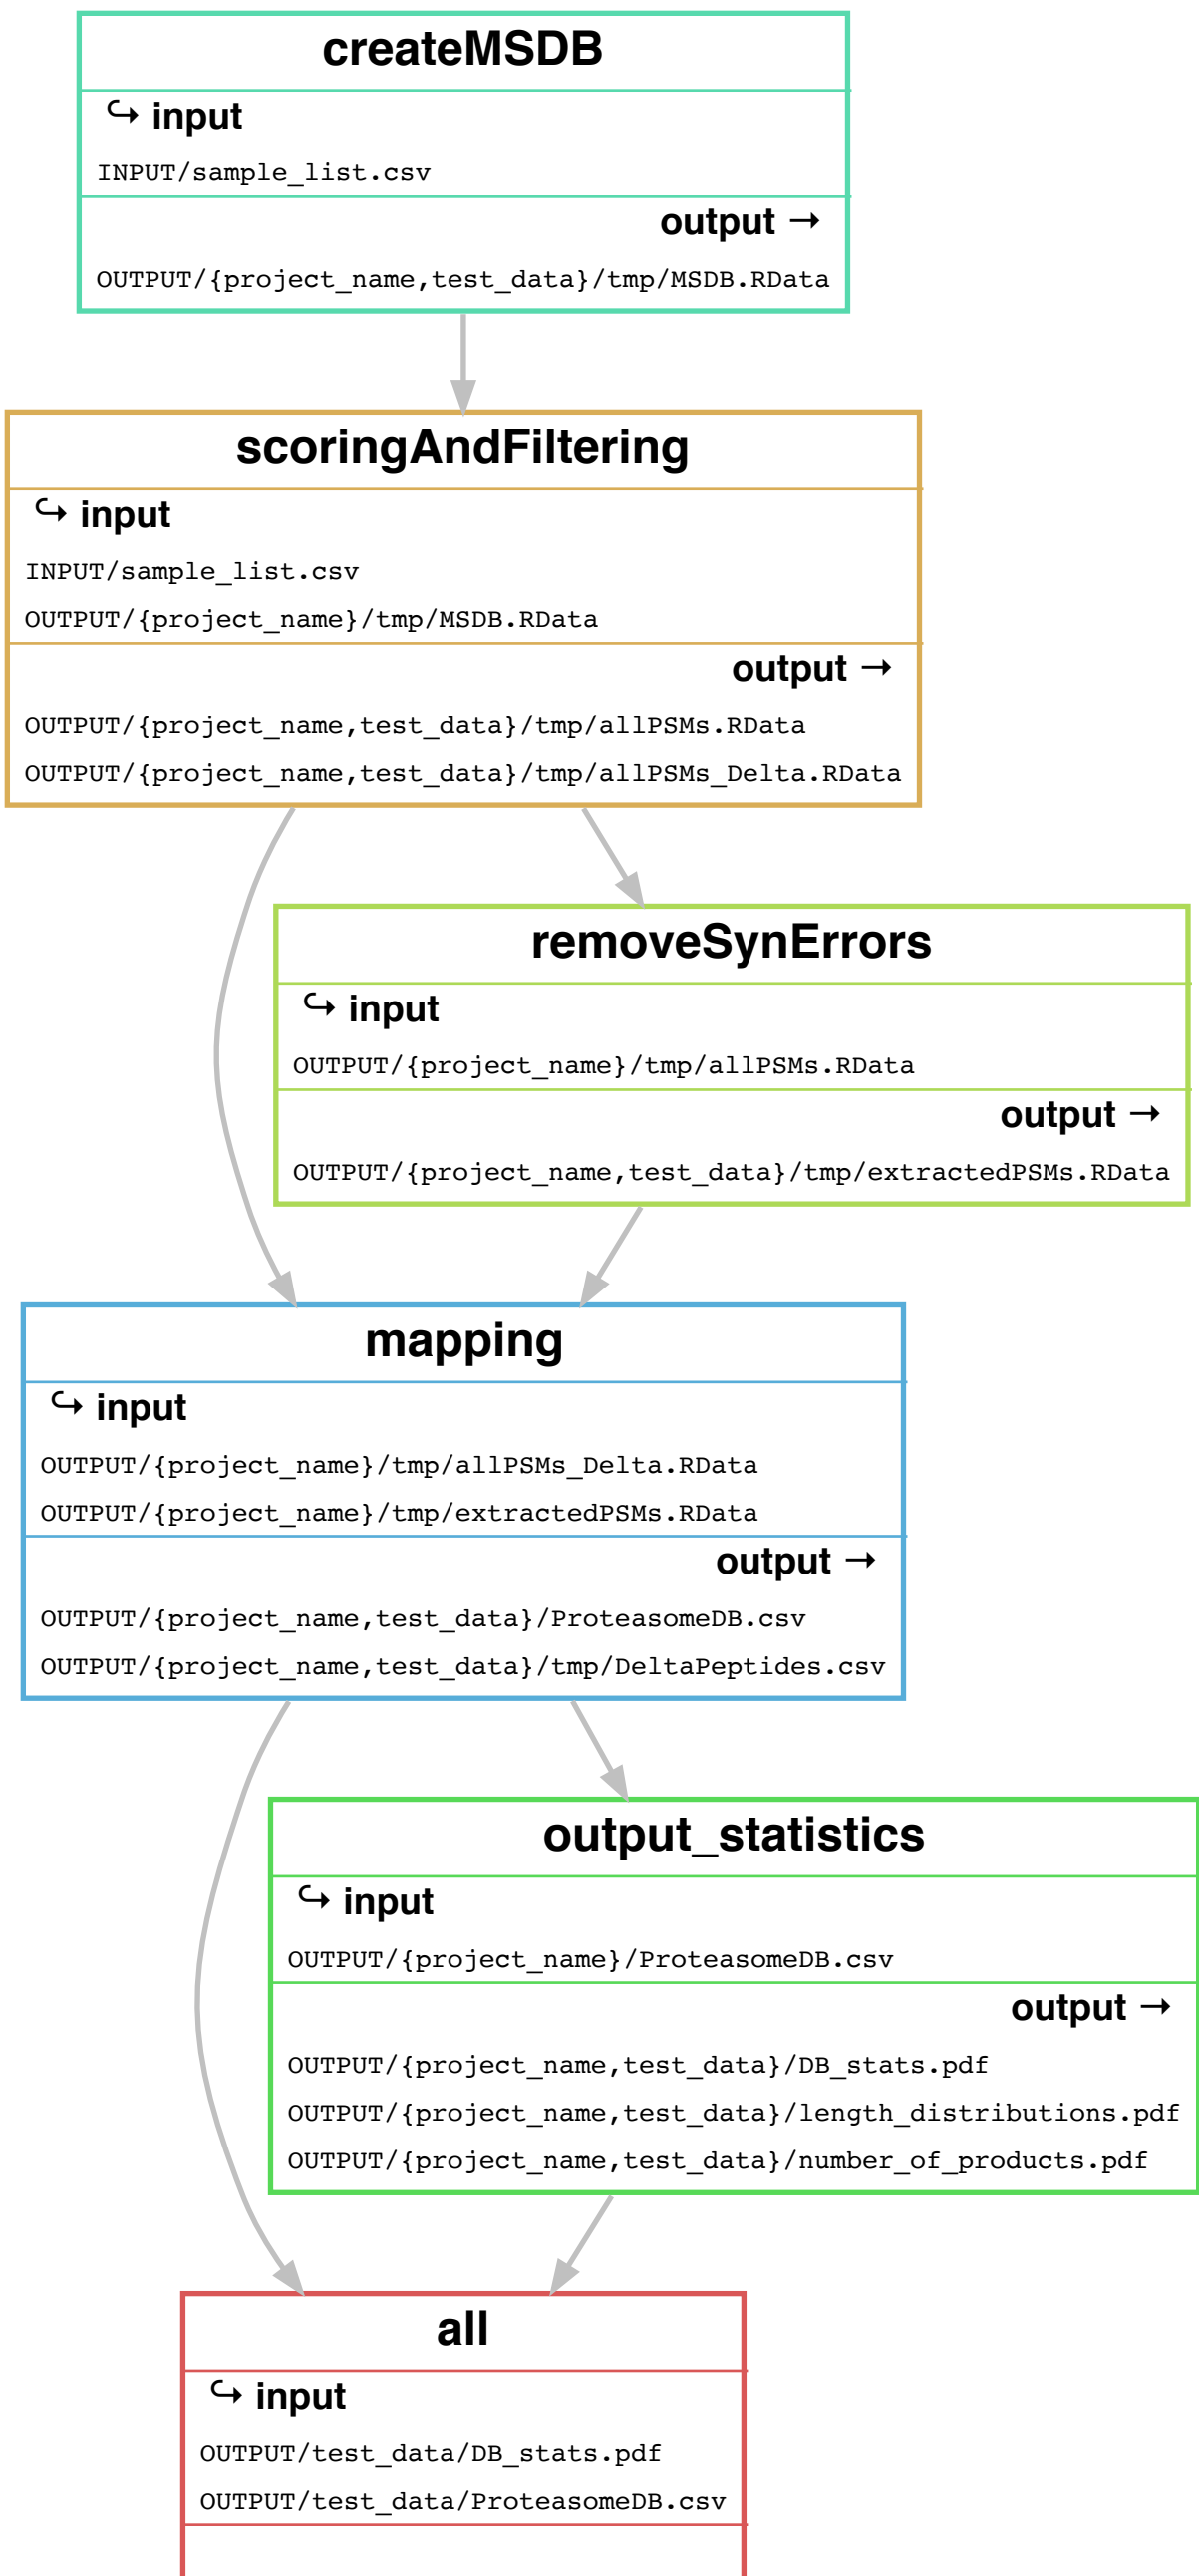 createMSDB
↪ input
INPUT/sample_list.csv
output →
OUTPUT/{project_name,test_data}/tmp/MSDB.RData
scoringAndFiltering
↪ input
INPUT/sample_list.csv
OUTPUT/{project_name}/tmp/MSDB.RData
output →
OUTPUT/{project_name,test_data}/tmp/allPSMs.RData
OUTPUT/{project_name,test_data}/tmp/allPSMs_Delta.RData
removeSynErrors
↪ input
OUTPUT/{project_name}/tmp/allPSMs.RData
output →
OUTPUT/{project_name,test_data}/tmp/extractedPSMs.RData
mapping
↪ input
OUTPUT/{project_name}/tmp/allPSMs_Delta.RData
OUTPUT/{project_name}/tmp/extractedPSMs.RData
output →
OUTPUT/{project_name,test_data}/ProteasomeDB.csv
OUTPUT/{project_name,test_data}/tmp/DeltaPeptides.csv
output_statistics
↪ input
OUTPUT/{project_name}/ProteasomeDB.csv
output →
OUTPUT/{project_name,test_data}/DB_stats.pdf
OUTPUT/{project_name,test_data}/length_distributions.pdf
OUTPUT/{project_name,test_data}/number_of_products.pdf
all
↪ input
OUTPUT/test_data/DB_stats.pdf
OUTPUT/test_data/ProteasomeDB.csv